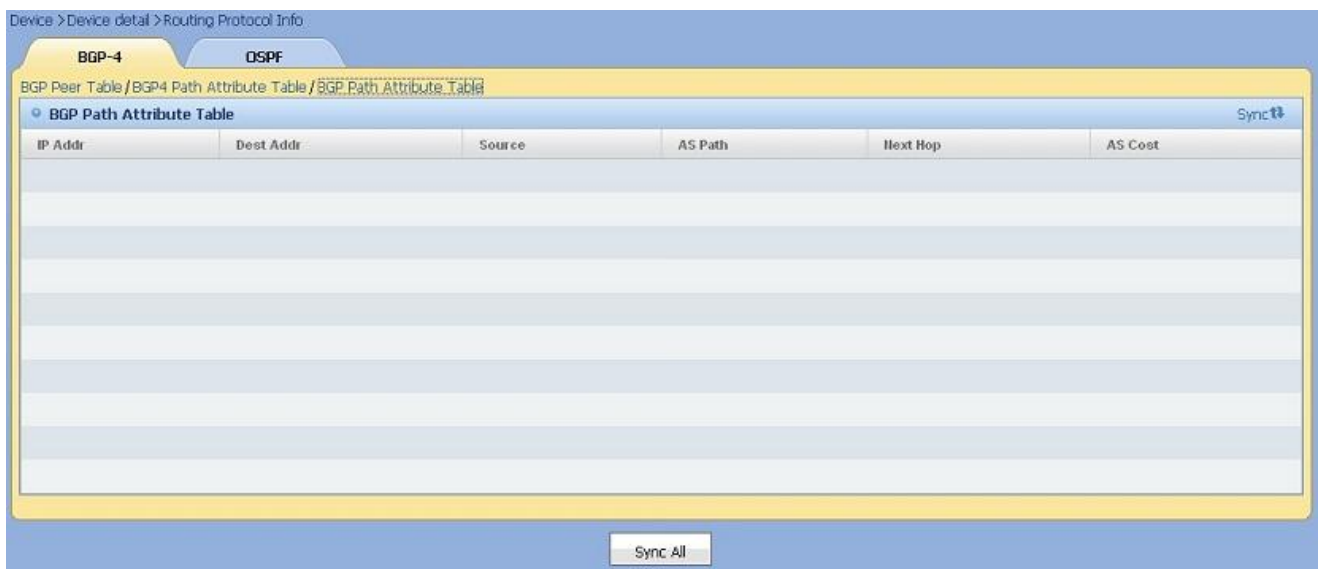 Device >Device detail >Routing Protocol Info
BGP-4 OSPF
BGP Peer Table / BGP4 Path Attribute Table / BGP Path Attribute Table
BGP Path Attribute Table Sync
IP Addr Dest Addr Source AS Path Next Hop AS Cost
Sync All